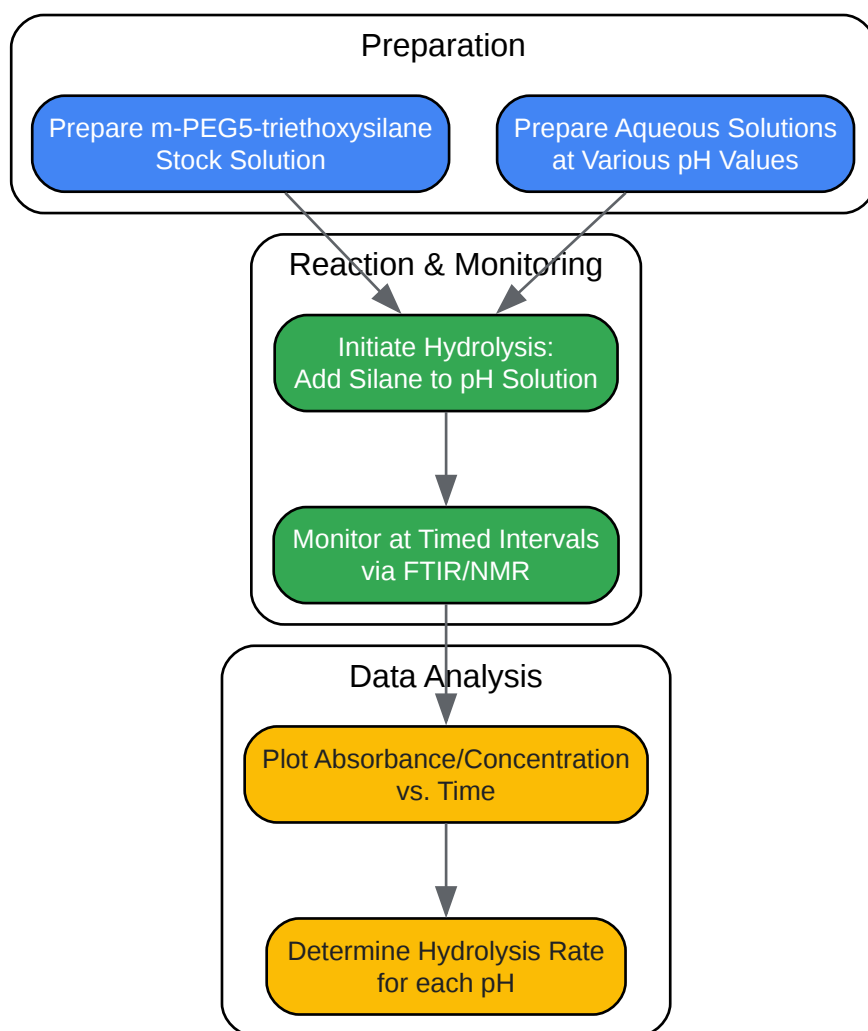 Preparation
Prepare m-PEG5-triethoxysilane
Stock Solution
Prepare Aqueous Solutions
at Various pH Values
Reaction & Monitoring
Initiate Hydrolysis:
Add Silane to pH Solution
Monitor at Timed Intervals
via FTIR/NMR
Data Analysis
Plot Absorbance/Concentration
vs. Time
Determine Hydrolysis Rate
for each pH